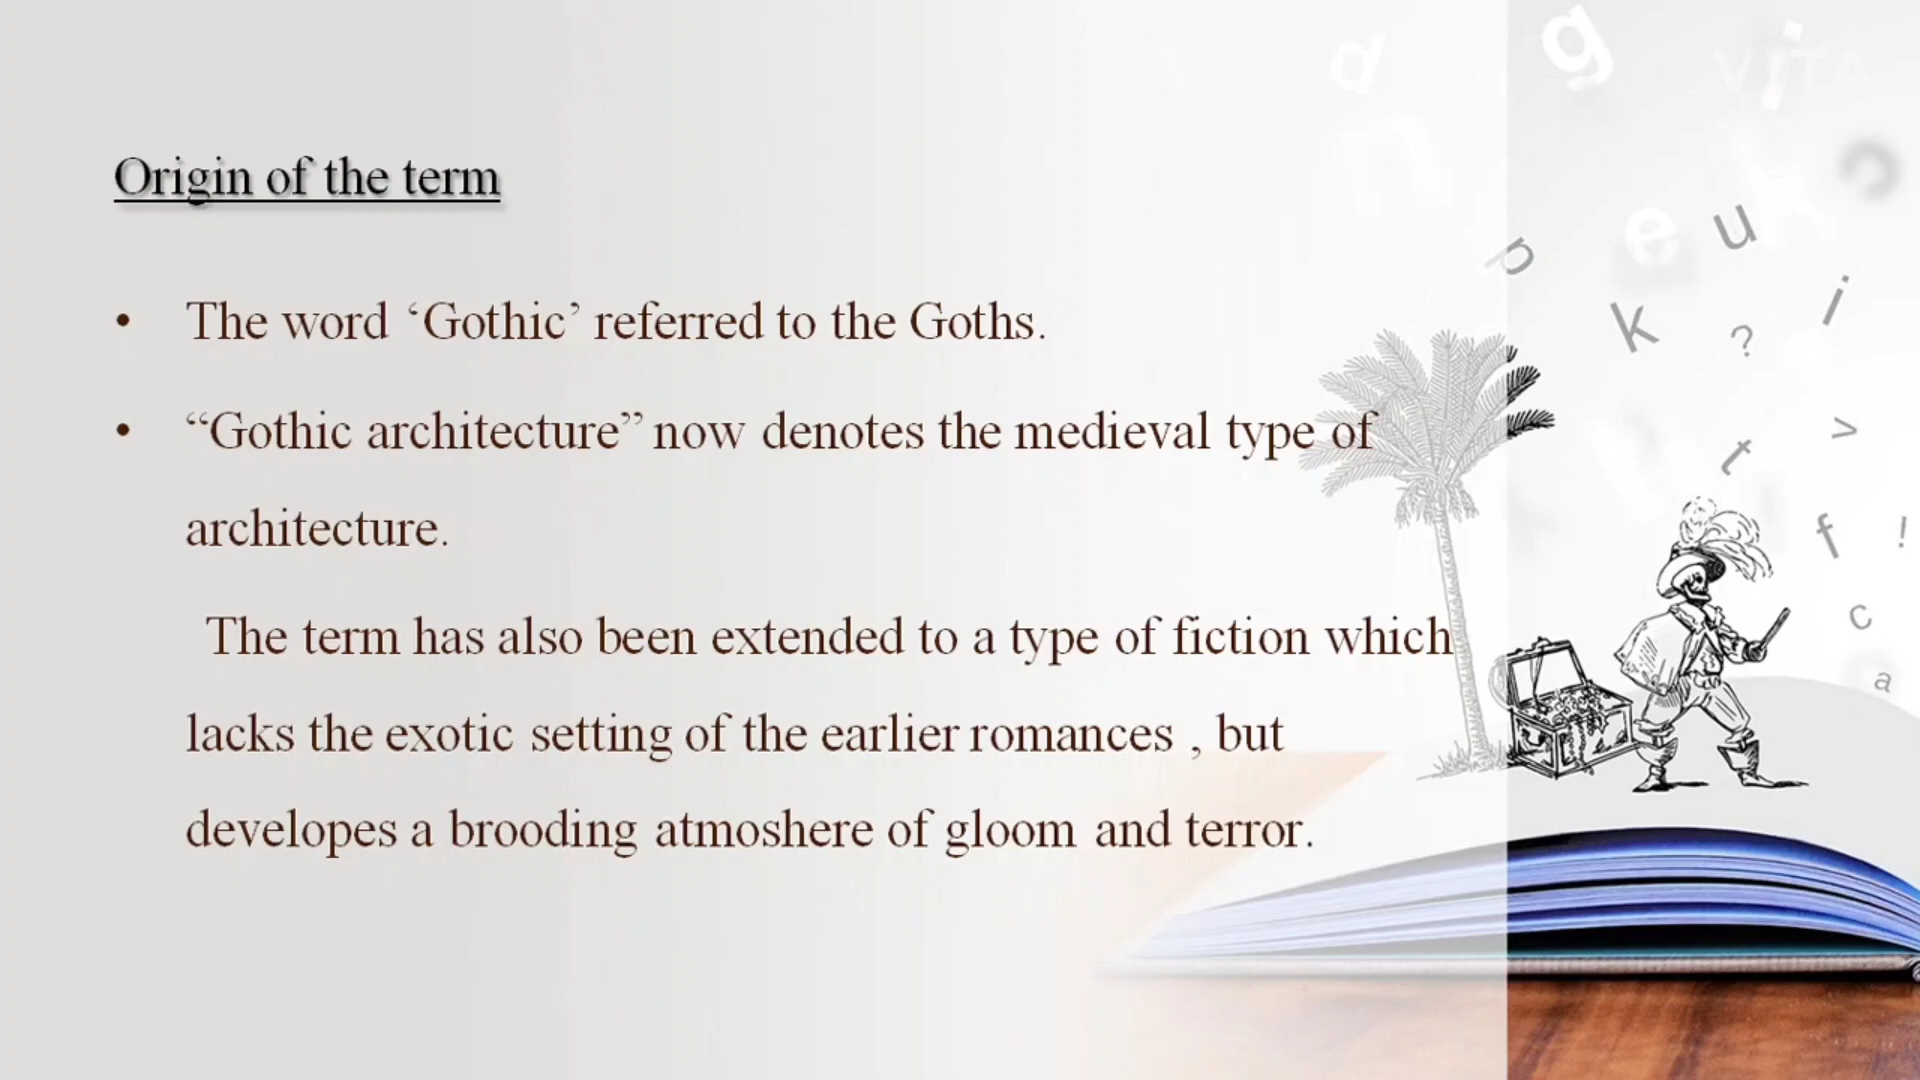 VITA
Origin of the term
• The word ‘Gothic’ referred to the Goths.
• “Gothic architecture” now denotes the medieval type of
architecture.
The term has also been extended to a type of fiction which
lacks the exotic setting of the earlier romances , but
developes a brooding atmoshere of gloom and terror.